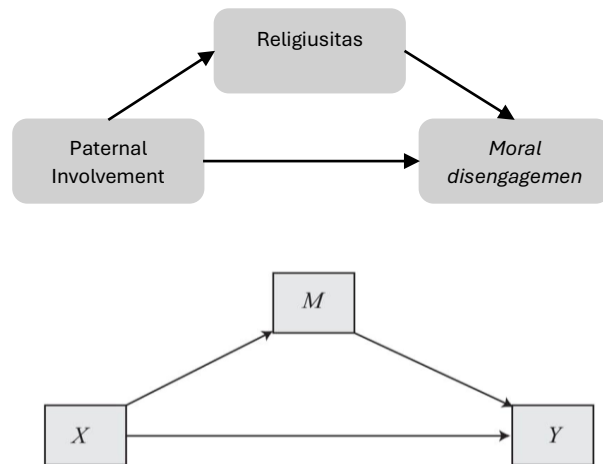 Religiusitas
Paternal
Involvement
Moral
disengagemen
M
X
Y